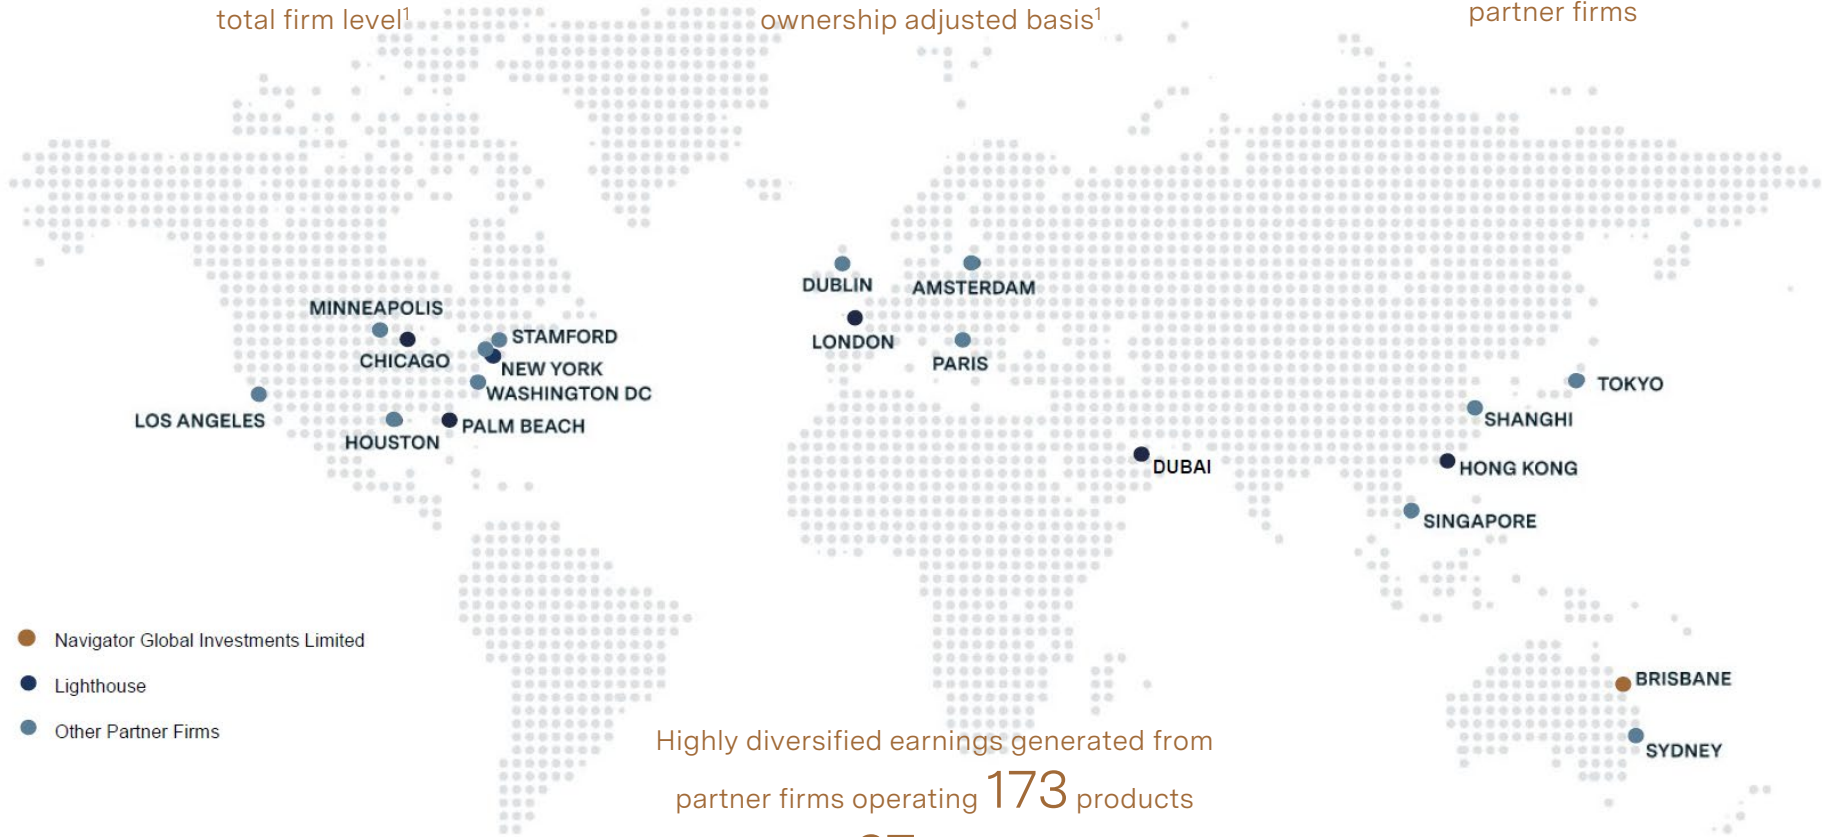 total firm level¹
ownership adjusted basis¹
partner firms
DUBLIN
AMSTERDAM
MINNEAPOLIS
STAMFORD
LONDON
CHICAGO
PARIS
NEW YORK
TOKYO
WASHINGTON DC
LOS ANGELES
SHANGHI
PALM BEACH
HOUSTON
DUBAI
HONG KONG
SINGAPORE
Navigator Global Investments Limited
Lighthouse
BRISBANE
Other Partner Firms
SYDNEY
Highly diversified earnings generated from
partner firms operating 173 products